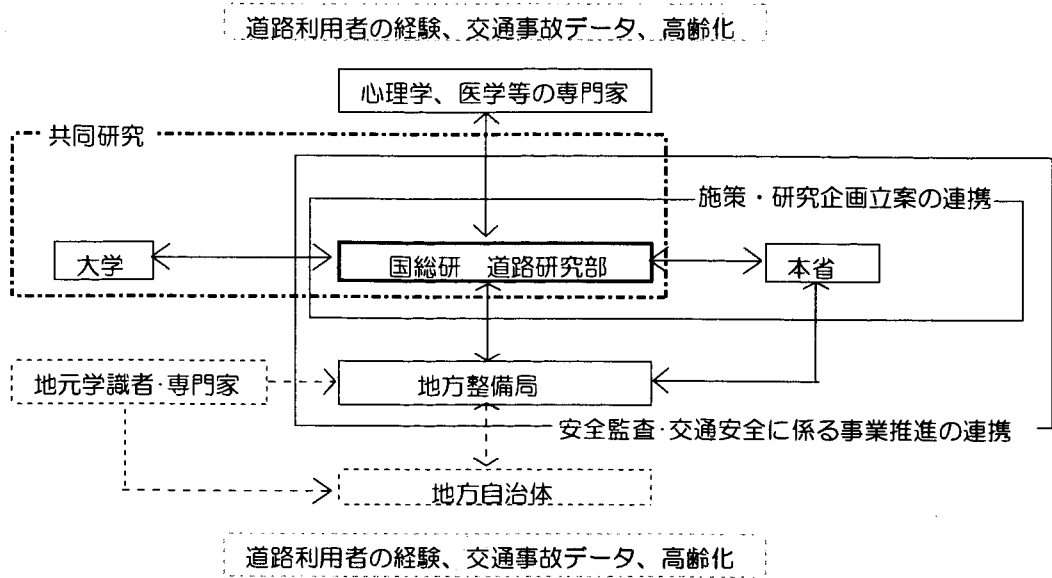 道路利用者の経験、交通事故データ、高齢化
心理学、医学等の専門家
共同研究
施策・研究企画立案の連携
大学
国総研 道路研究部
本省
地元学識者・専門家
地方整備局
安全監査・交通安全に係る事業推進の連携
地方自治体
道路利用者の経験、交通事故データ、高齢化